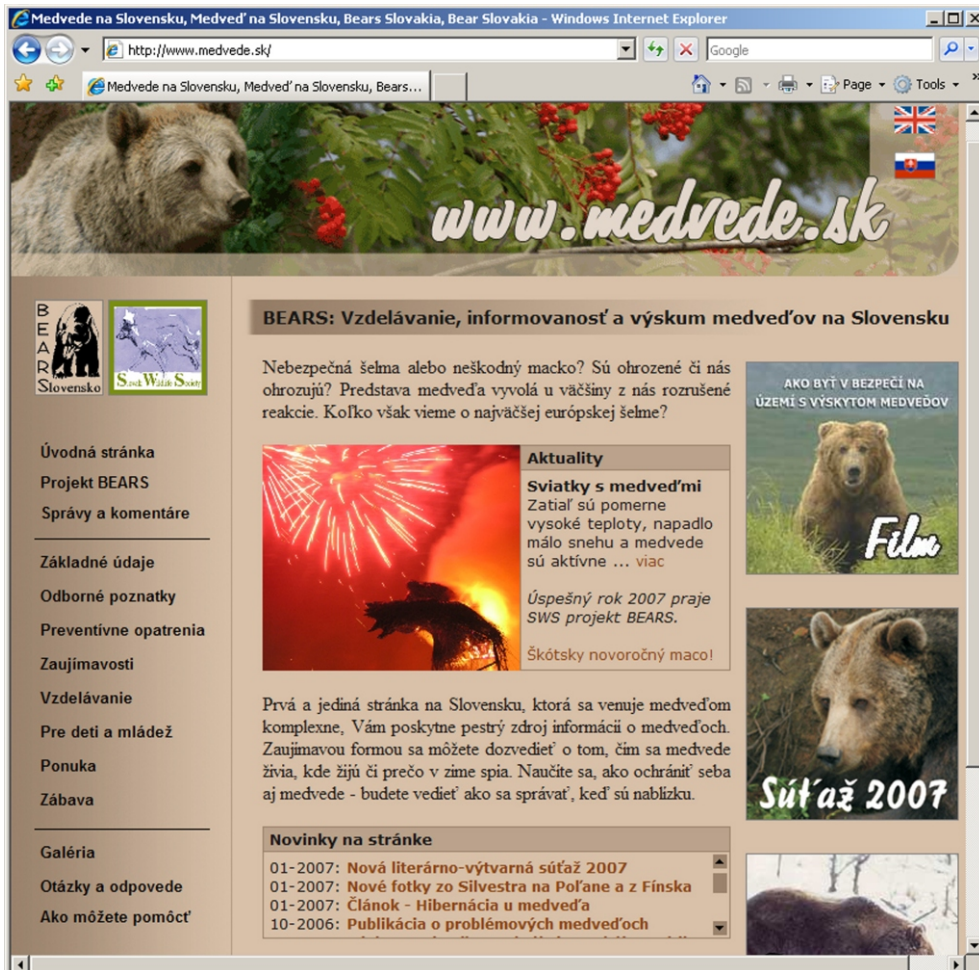 Medvede na Slovensku, Medveď na Slovensku, Bears Slovakia, Bear Slovakia - Windows Internet Explorer
http://www.medvede.sk/
Google
Medvede na Slovensku, Medveď na Slovensku, Bears...
Page
Tools
www.medvede.sk
BEARS
Slovensko
Slovak Wildlife Society
Úvodná stránka
Projekt BEARS
Správy a komentáre
Základné údaje
Odborné poznatky
Preventívne opatrenia
Zaujímavosti
Vzdelávanie
Pre deti a mládež
Ponuka
Zábava
Galéria
Otázky a odpovede
Ako môžete pomôcť
BEARS: Vzdelávanie, informovanosť a výskum medveďov na Slovensku
Nebezpečná šelma alebo neškodný macko? Sú ohrozené či nás
ohrozujú? Predstava medveďa vyvolá u väčšiny z nás rozrušené
reakcie. Koľko však vieme o najväčšej európskej šelme?
Aktuality
Sviatky s medveďmi
Zatiaľ sú pomerne
vysoké teploty, napadlo
málo snehu a medvede
sú aktívne ... viac
Úspešný rok 2007 praje
SWS projekt BEARS.
Škótsky novoročný maco!
Prvá a jediná stránka na Slovensku, ktorá sa venuje medveďom
komplexne, Vám poskytne pestrý zdroj informácií o medveďoch.
Zaujímavou formou sa môžete dozvedieť o tom, čím sa medvede
živia, kde žijú či prečo v zime spia. Naučíte sa, ako ochrániť seba
aj medvede - budete vedieť ako sa správať, keď sú nablízku.
Novinky na stránke
01-2007: Nová literárno-výtvarná súťaž 2007
01-2007: Nové fotky zo Silvestra na Poľane a z Fínska
01-2007: Článok - Hibernácia u medveďa
10-2006: Publikácia o problémových medveďoch
AKO BYŤ V BEZPEČÍ NA
ÚZEMÍ S VÝSKYTOM MEDVEĎOV
Film
Súťaž 2007